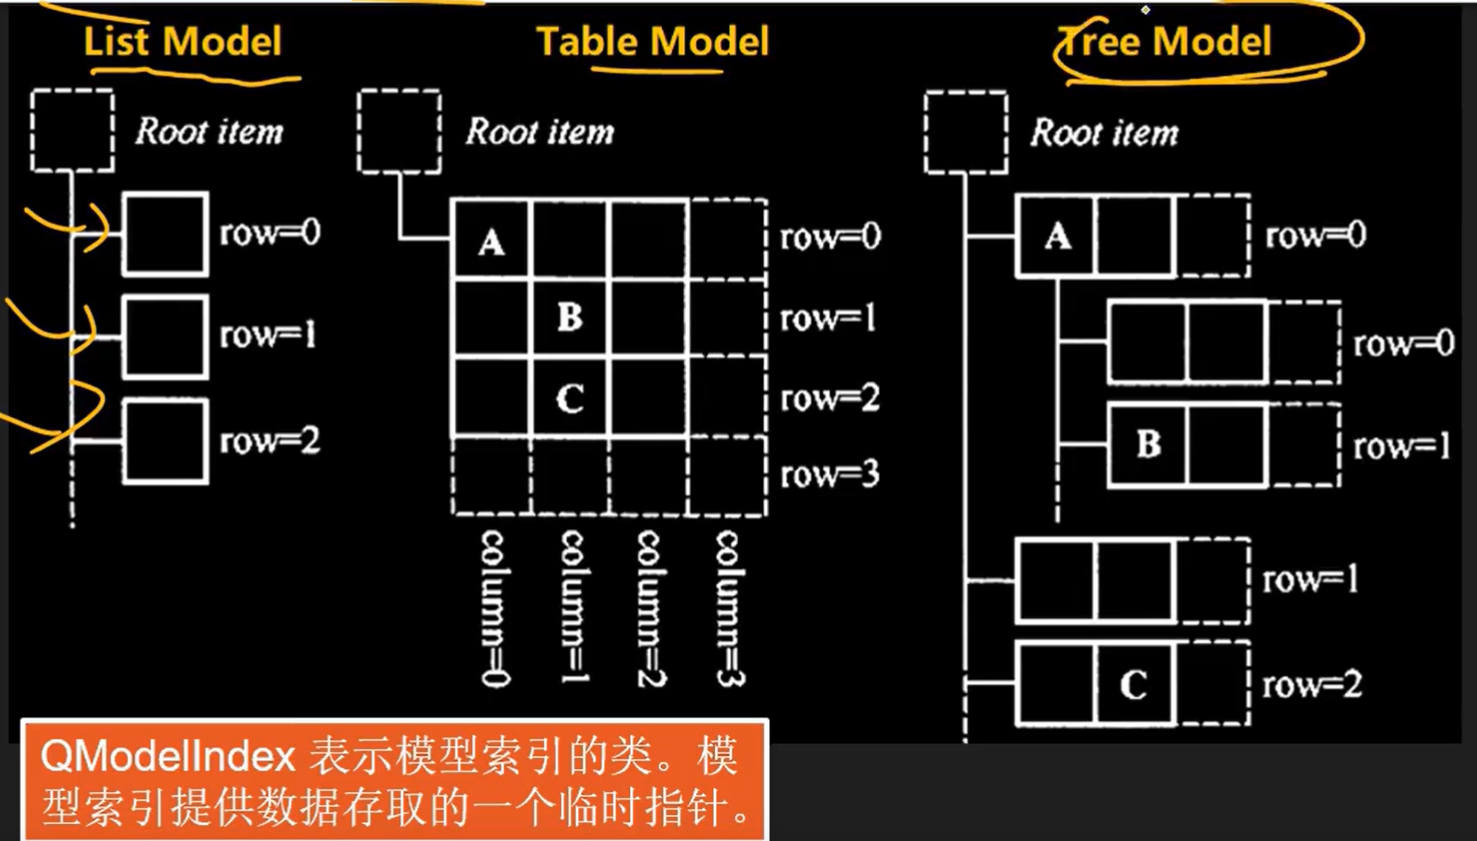 List Model
Table Model
Tree Model
Root item
row=0
row=1
row=2
Root item
A
B
C
row=0
row=1
row=2
row=3
column=0
column=1
column=2
column=3
Root item
A
row=0
row=0
B
row=1
row=1
C
row=2
QModelIndex 表示模型索引的类。模
型索引提供数据存取的一个临时指针。